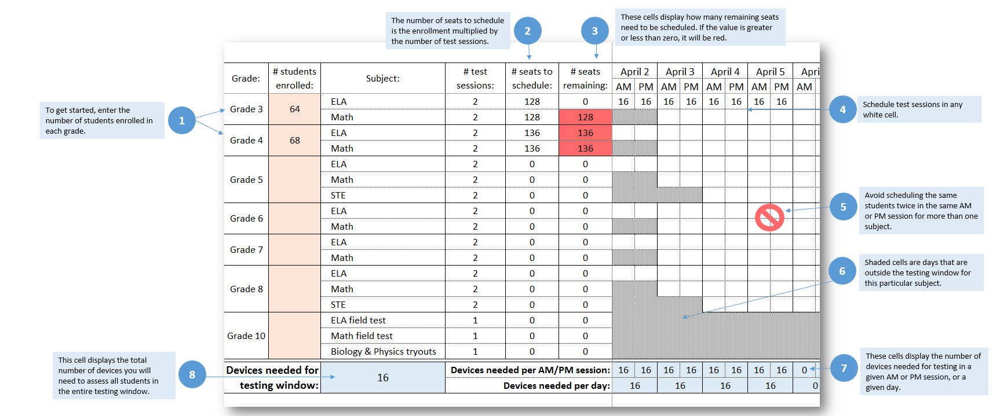 The number of seats to schedule
is the enrollment multiplied by
the number of test sessions.
2
3
These cells display how many remaining seats
need to be scheduled. If the value is greater
or less than zero, it will be red.
Grade:
# students
enrolled:
Subject:
# test
sessions:
# seats to
schedule:
# seats
remaining:
April 2 April 3 April 4 April 5 Apri
AM PM AM PM AM PM AM PM AM
To get started, enter the
number of students enrolled in
each grade.
1
Grade 3 64
ELA 2 128 0 16 16 16 16 16 16 16 16
Math 2 128 128
Grade 4 68
ELA 2 136 136
Math 2 136 136
4
Schedule test sessions in any
white cell.
Grade 5
ELA 2 0 0
Math 2 0 0
STE 2 0 0
Grade 6
ELA 2 0 0
Math 2 0 0
5
Avoid scheduling the same
students twice in the same AM
or PM session for more than one
subject.
Grade 7
ELA 2 0 0
Math 2 0 0
Grade 8
ELA 2 0 0
Math 2 0 0
STE 2 0 0
6
Shaded cells are days that are
outside the testing window for
this particular subject.
Grade 10
ELA field test 1 0 0
Math field test 1 0 0
Biology & Physics tryouts 1 0 0
This cell displays the total
number of devices you will
need to assess all students in
the entire testing window.
8
Devices needed for
testing window:
16
Devices needed per AM/PM session: 16 16 16 16 16 16 16 16 0
Devices needed per day: 16 16 16 16 0
7
These cells display the number of
devices needed for testing in a
given AM or PM session, or a
given day.